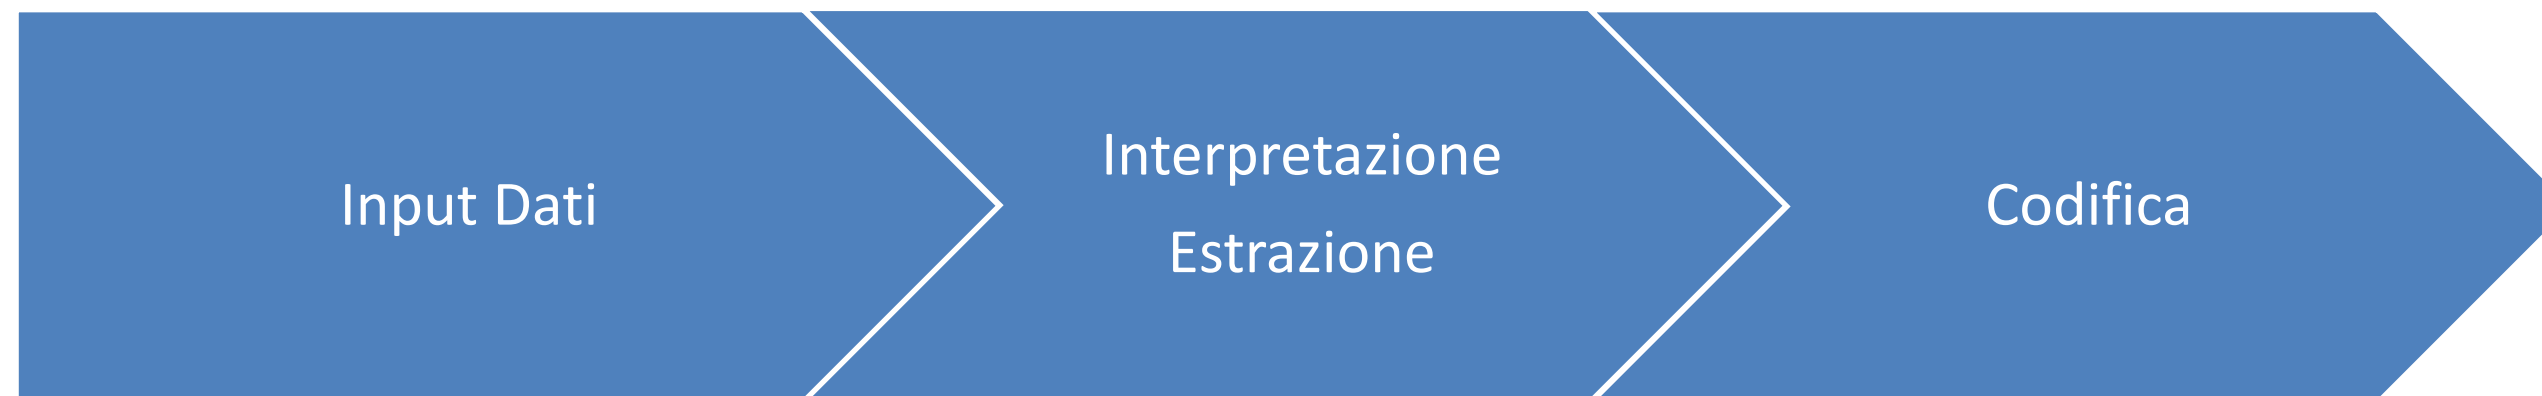 Input Dati
Interpretazione
Estrazione
Codifica